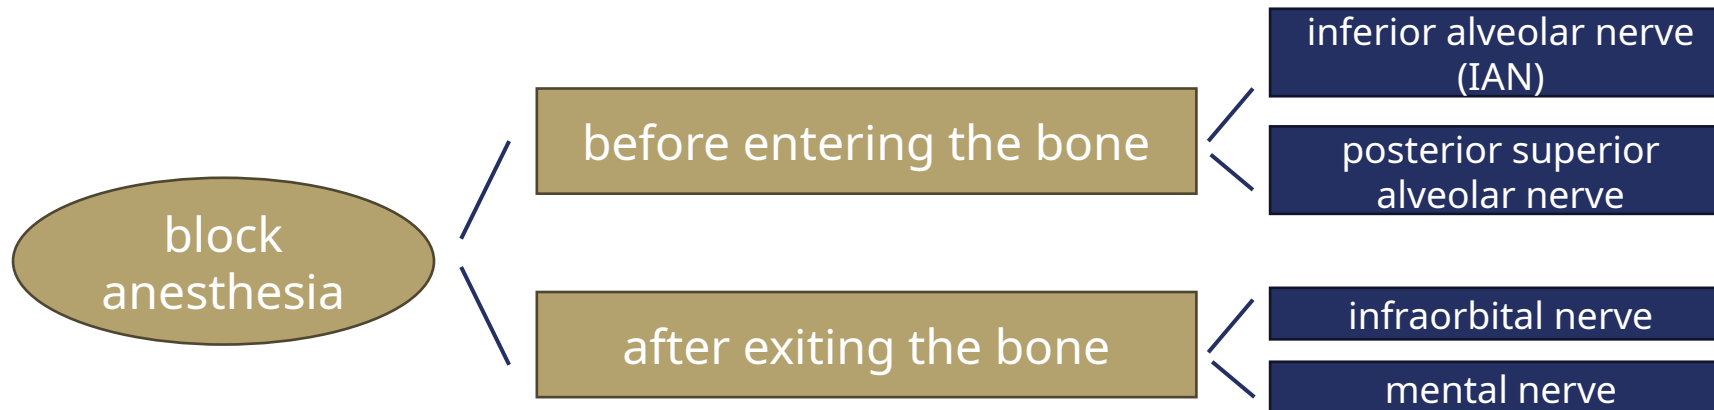 block
anesthesia
before entering the bone
inferior alveolar nerve
(IAN)
posterior superior
alveolar nerve
after exiting the bone
infraorbital nerve
mental nerve